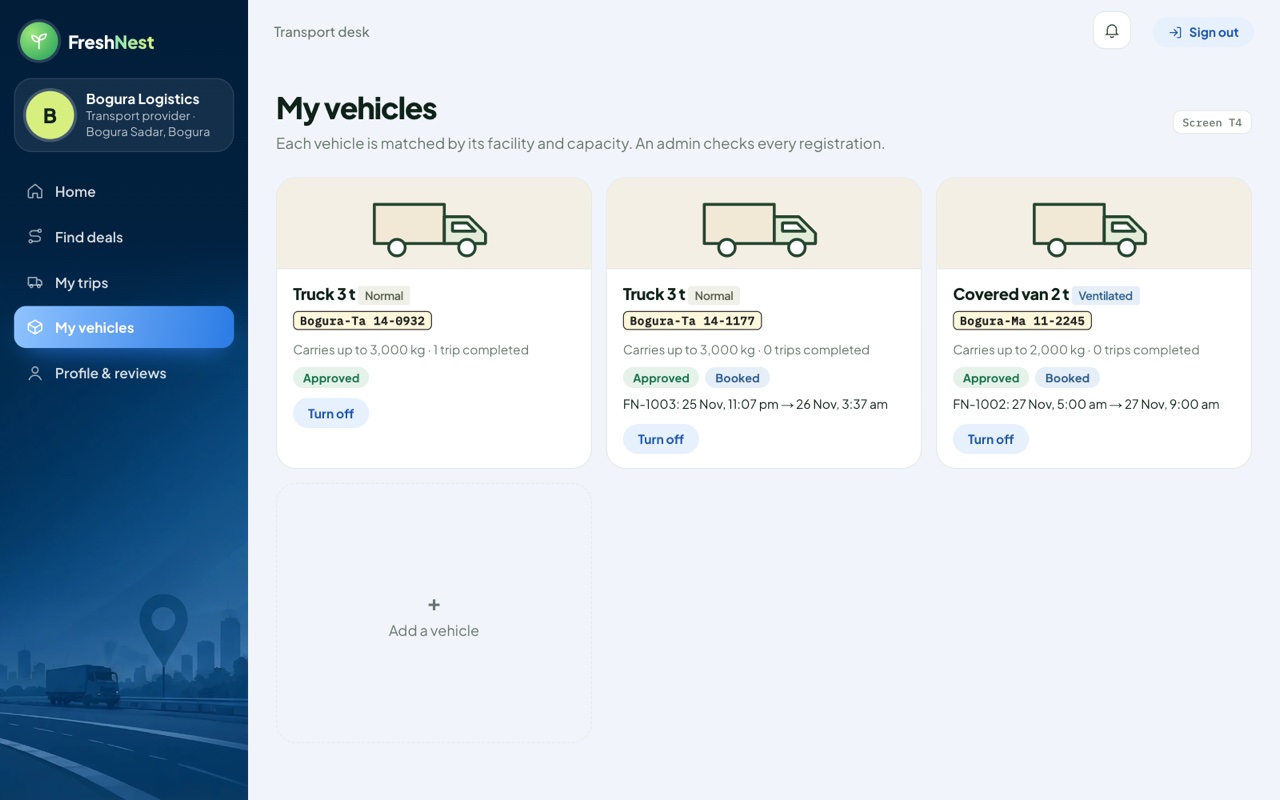 FreshNest
Bogura Logistics
Transport provider ·
Bogura Sadar, Bogura
Home
Find deals
My trips
My vehicles
Profile & reviews
Transport desk
Sign out
My vehicles
Each vehicle is matched by its facility and capacity. An admin checks every registration.
Screen T4
Truck 3 t Normal
Bogura-Ta 14-0932
Carries up to 3,000 kg · 1 trip completed
Approved
Turn off
Truck 3 t Normal
Bogura-Ta 14-1177
Carries up to 3,000 kg · 0 trips completed
Approved Booked
FN-1003: 25 Nov, 11:07 pm → 26 Nov, 3:37 am
Turn off
Covered van 2 t Ventilated
Bogura-Ma 11-2245
Carries up to 2,000 kg · 0 trips completed
Approved Booked
FN-1002: 27 Nov, 5:00 am → 27 Nov, 9:00 am
Turn off
+
Add a vehicle
B